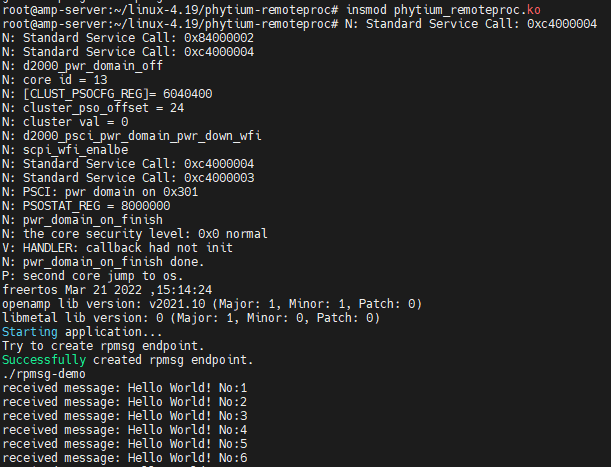 root@amp-server:~/linux-4.19/phytium-remoteproc# insmod phytium_remoteproc.ko
root@amp-server:~/linux-4.19/phytium-remoteproc# N: Standard Service Call: 0xc4000004
N: Standard Service Call: 0x84000002
N: Standard Service Call: 0xc4000004
N: d2000_pwr_domain_off
N: core id = 13
N: [CLUST_PSOCFG_REG]= 6040400
N: cluster_pso_offset = 24
N: cluster val = 0
N: d2000_psci_pwr_domain_pwr_down_wfi
N: scpi_wfi_enalbe
N: Standard Service Call: 0xc4000004
N: Standard Service Call: 0xc4000003
N: PSCI: pwr domain on 0x301
N: PSOSTAT_REG = 8000000
N: pwr_domain_on_finish
N: the core security level: 0x0 normal
V: HANDLER: callback had not init
N: pwr_domain_on_finish done.
P: second core jump to os.
freertos Mar 21 2022 ,15:14:24
openamp lib version: v2021.10 (Major: 1, Minor: 1, Patch: 0)
libmetal lib version: 0 (Major: 1, Minor: 0, Patch: 0)
Starting application...
Try to create rpmsg endpoint.
Successfully created rpmsg endpoint.
./rpmsg-demo
received message: Hello World! No:1
received message: Hello World! No:2
received message: Hello World! No:3
received message: Hello World! No:4
received message: Hello World! No:5
received message: Hello World! No:6